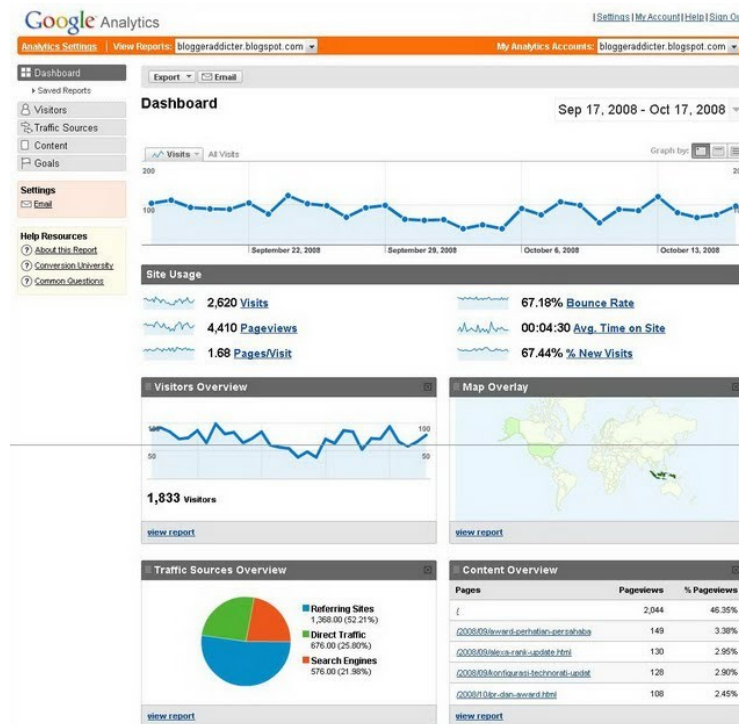 Google Analytics
| Settings | My Account | Help | Sign Ou
Analytics Settings | View Reports: bloggeraddicter.blogspot.com
My Analytics Accounts: bloggeraddicter.blogspot.com
Dashboard
Saved Reports
Visitors
Traffic Sources
Content
Goals
Settings
Email
Help Resources
About this Report
Conversion University
Common Questions
Export
Email
Dashboard
Sep 17, 2008 - Oct 17, 2008
Visits
All Visits
Graph by:
200
20
100
100
September 22, 2008
September 29, 2008
October 6, 2008
October 13, 2008
Site Usage
2,620 Visits
67.18% Bounce Rate
4,410 Pageviews
00:04:30 Avg. Time on Site
1.68 Pages/Visit
67.44% % New Visits
Visitors Overview
100
100
50
50
1,833 Visitors
view report
Map Overlay
view report
Traffic Sources Overview
Referring Sites
1,368.00 (52.21%)
Direct Traffic
676.00 (25.80%)
Search Engines
576.00 (21.98%)
view report
Content Overview
Pages Pageviews % Pageviews
/ 2,044 46.35%
/2008/09/award-perhatian-persahaba 149 3.38%
/2008/09/alexa-rank-update.html 130 2.95%
/2008/09/konfigurasi-technorati-updat 128 2.90%
/2008/10/pr-dan-award.html 108 2.45%
view report